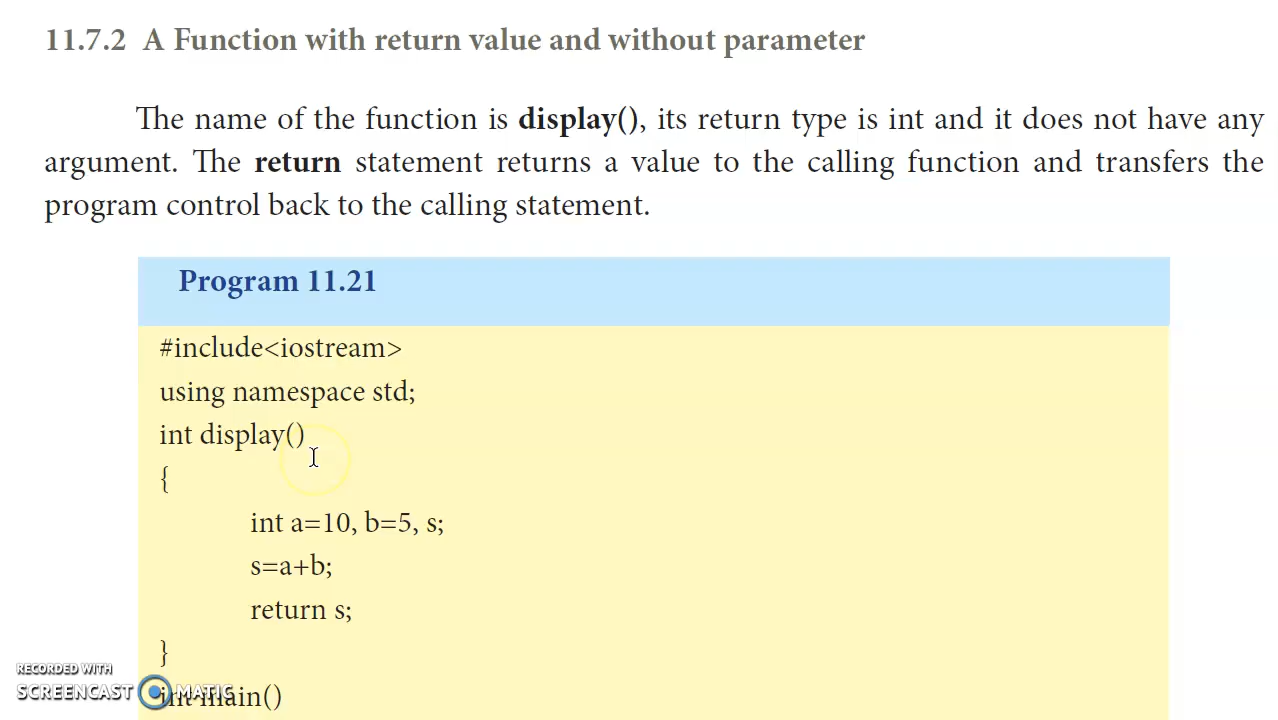 11.7.2 A Function with return value and without parameter
The name of the function is display(), its return type is int and it does not have any
argument. The return statement returns a value to the calling function and transfers the
program control back to the calling statement.
Program 11.21
#include<iostream>
using namespace std;
int display()
{
int a=10, b=5, s;
s=a+b;
return s;
}
RECORDED WITH
SCREENCAST MATIC
int main()